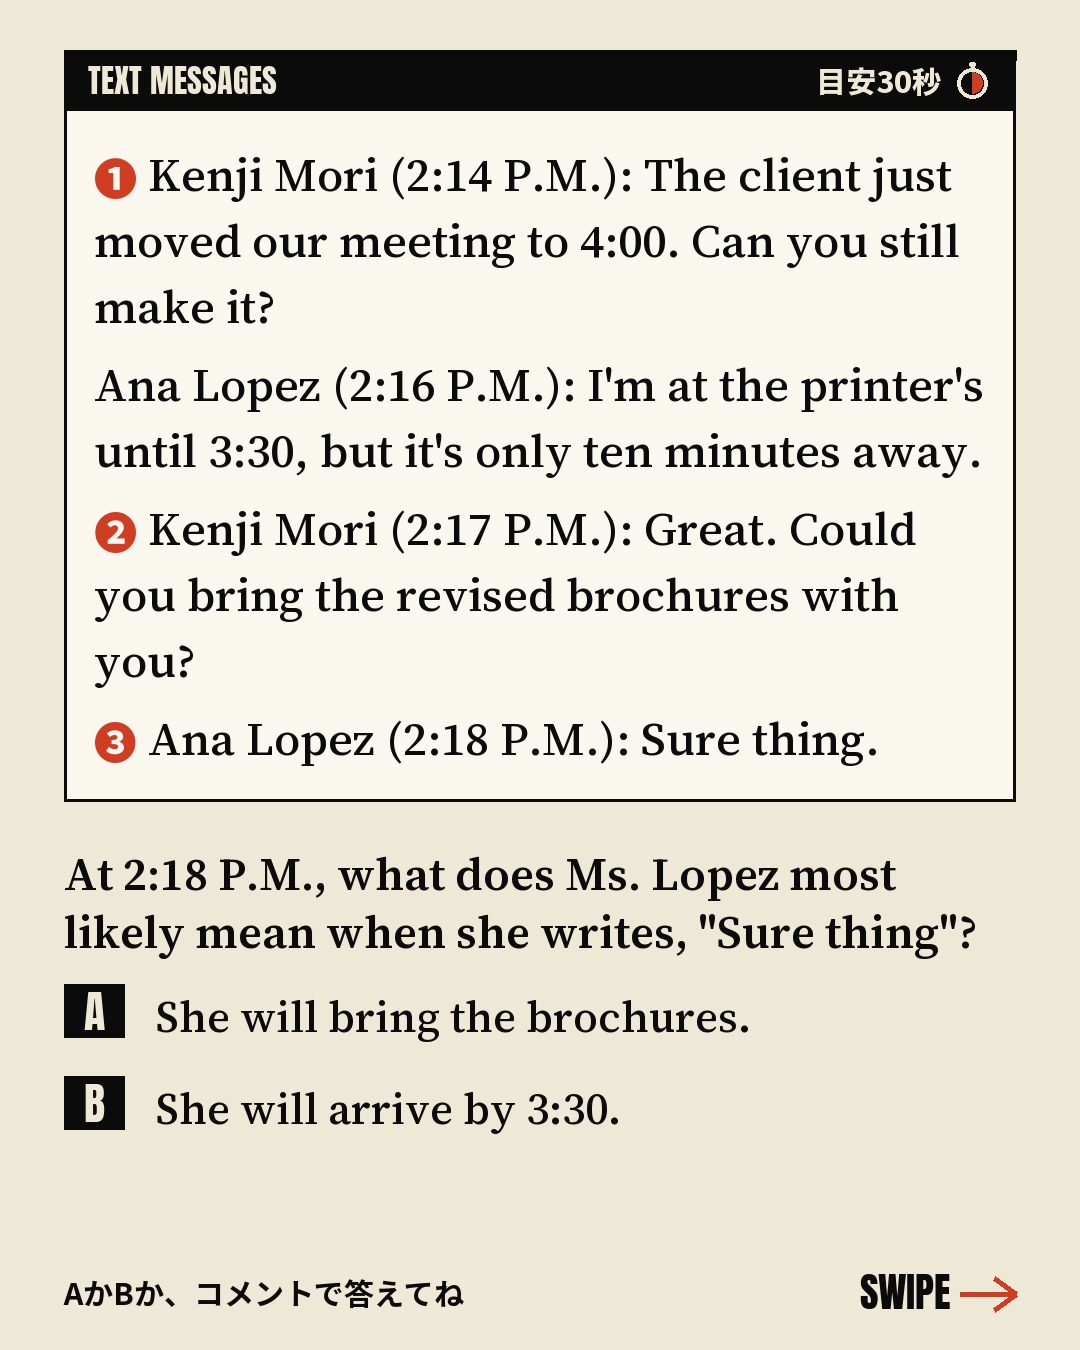 TEXT MESSAGES 目安30秒
1 Kenji Mori (2:14 P.M.): The client just
moved our meeting to 4:00. Can you still
make it?
Ana Lopez (2:16 P.M.): I'm at the printer's
until 3:30, but it's only ten minutes away.
2 Kenji Mori (2:17 P.M.): Great. Could
you bring the revised brochures with
you?
3 Ana Lopez (2:18 P.M.): Sure thing.
At 2:18 P.M., what does Ms. Lopez most
likely mean when she writes, "Sure thing"?
A She will bring the brochures.
B She will arrive by 3:30.
AかBか、コメントで答えてね SWIPE